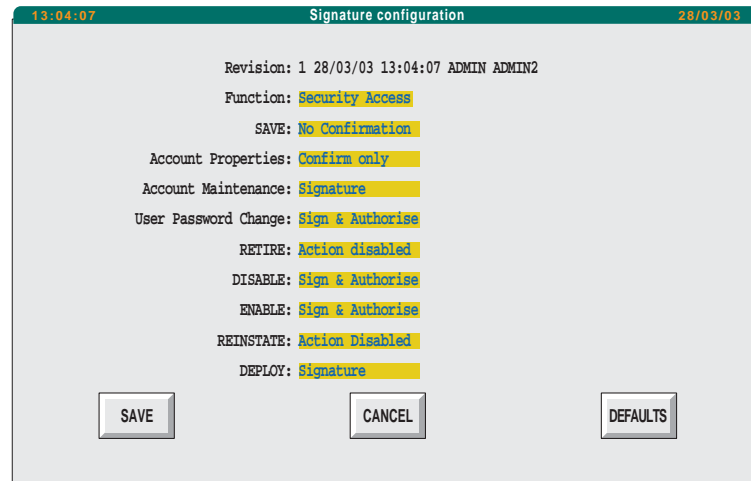 13:04:07 Signature configuration 28/03/03
Revision: 1 28/03/03 13:04:07 ADMIN ADMIN2
Function: Security Access
SAVE: No Confirmation
Account Properties: Confirm only
Account Maintenance: Signature
User Password Change: Sign & Authorise
RETIRE: Action disabled
DISABLE: Sign & Authorise
ENABLE: Sign & Authorise
REINSTATE: Action Disabled
DEPLOY: Signature
SAVE CANCEL DEFAULTS